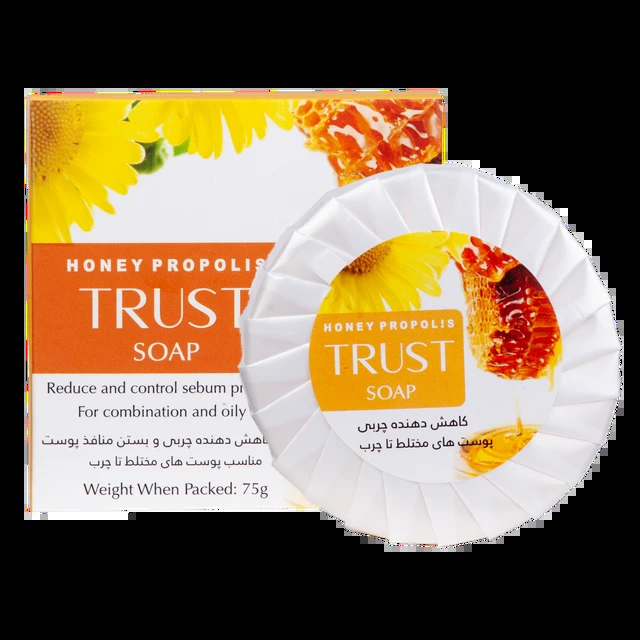 HONEY PROPOLIS
TRUST
SOAP
Reduce and control sebum
For combination and oily
کاهش دهنده چربی و بستن منافذ پوست
مناسب پوست های مختلط تا چرب
Weight When Packed: 75g
HONEY PROPOLIS
TRUST
SOAP
کاهش دهنده چربی
پوست های مختلط تا چرب